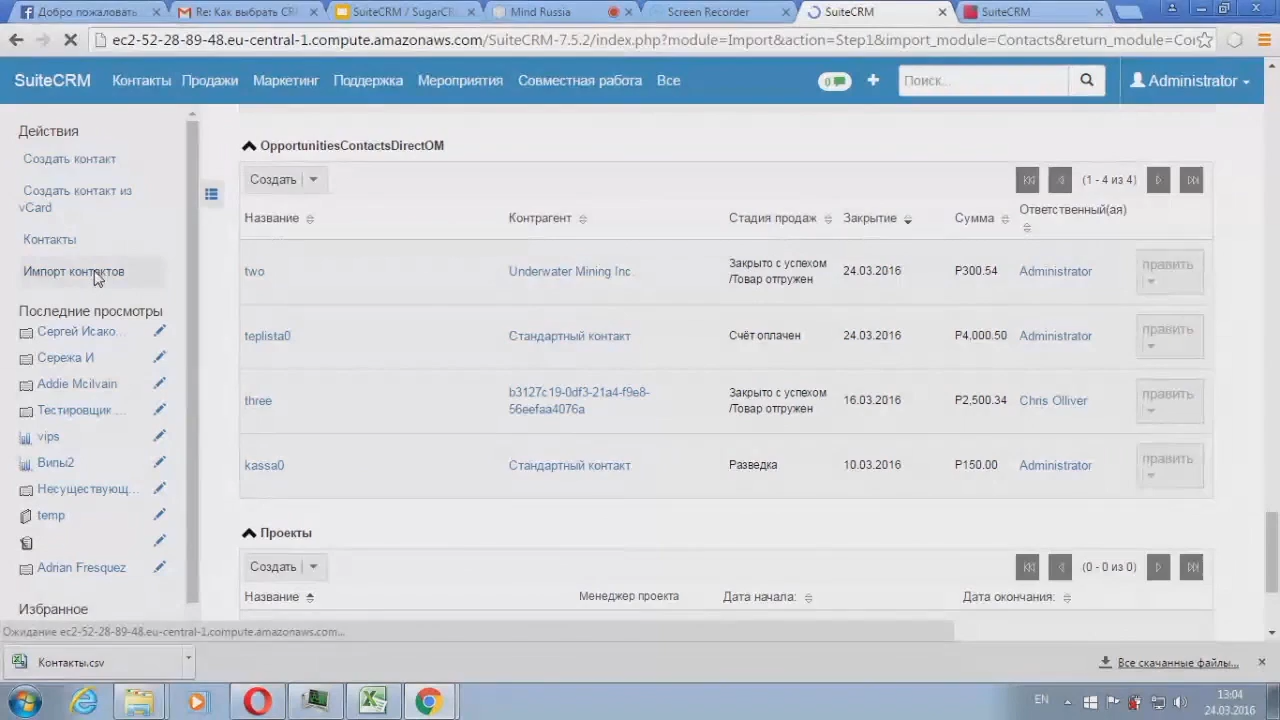 Добро пожаловать
Re: Как выбрать CR
SuiteCRM / SugarCR
Mind Russia
Screen Recorder
SuiteCRM
SuiteCRM
ec2-52-28-89-48.eu-central-1.compute.amazonaws.com/SuiteCRM-7.5.2/index.php?module=Import&action=Step1&import_module=Contacts&return_module=Con
SuiteCRM
Контакты
Продажи
Маркетинг
Поддержка
Мероприятия
Совместная работа
Все
0
Поиск...
Administrator
Действия
Создать контакт
Создать контакт из
vCard
Контакты
Импорт контактов
Последние просмотры
Сергей Исако...
Сережа И
Addie Mcilvain
Тестировщик ...
vips
Випы2
Несуществующ...
temp
Adrian Fresquez
Избранное
OpportunitiesContactsDirectOM
Создать
(1 - 4 из 4)
Название Контрагент Стадия продаж Закрытие Сумма Ответственный(ая)
two Underwater Mining Inc. Закрыто с успехом 24.03.2016 Р300.54 Administrator править
/Товар отгружен
teplista0 Стандартный контакт Счёт оплачен 24.03.2016 Р4,000.50 Administrator править
three b3127c19-0df3-21a4-f9e8- Закрыто с успехом 16.03.2016 Р2,500.34 Chris Olliver править
56eefaa4076a /Товар отгружен
kassa0 Стандартный контакт Разведка 10.03.2016 Р150.00 Administrator править
Проекты
Создать
(0 - 0 из 0)
Название Менеджер проекта Дата начала: Дата окончания:
Ожидание ec2-52-28-89-48.eu-central-1.compute.amazonaws.com...
Контакты.csv
Все скачанные файлы...
EN
13:04
24.03.2016